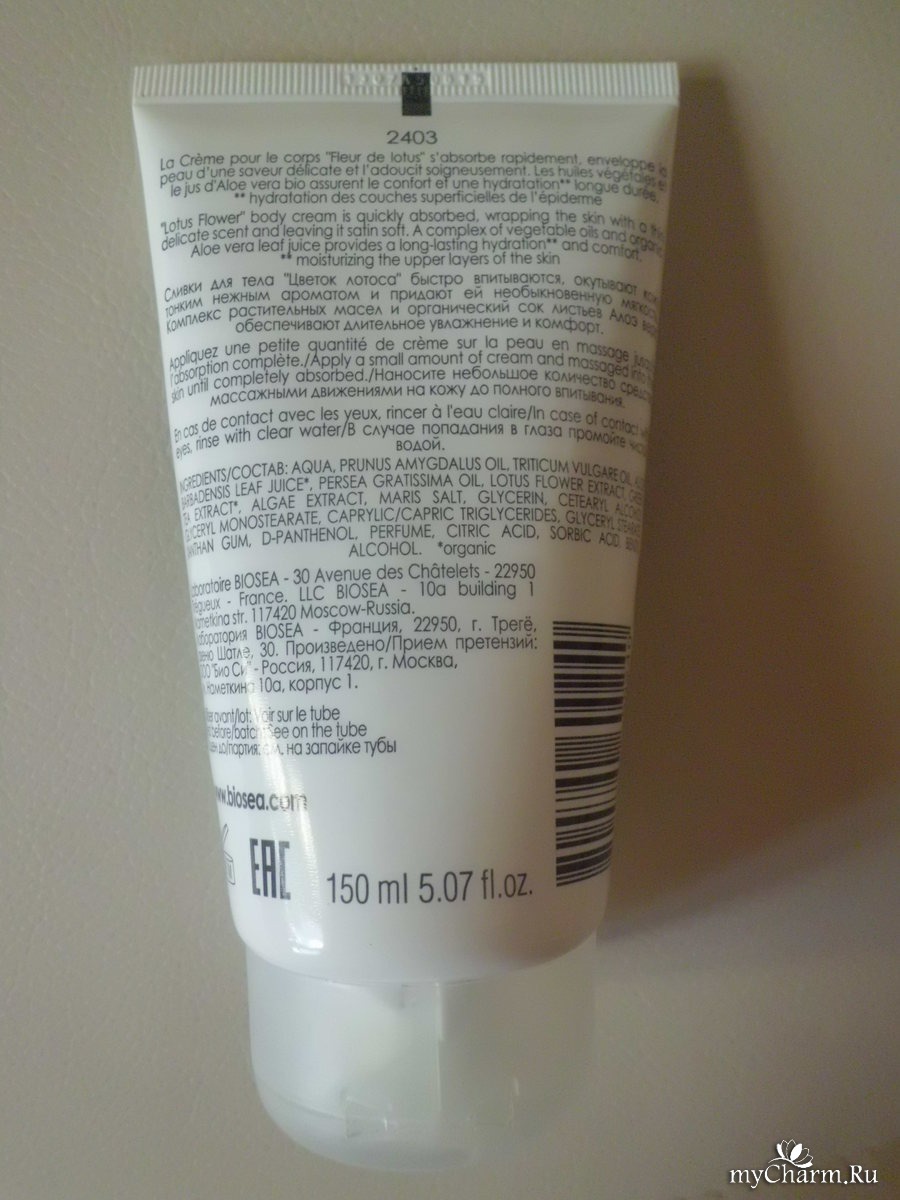 2403
La Crème pour le corps "Fleur de lotus" s'absorbe rapidement, enveloppe la
peau d'une saveur délicate et l'adoucit soigneusement. Les huiles végétales et
le jus d'Aloe vera bio assurent le confort et une hydratation** longue durée.
** hydratation des couches superficielles de l'épiderme
"Lotus Flower" body cream is quickly absorbed, wrapping the skin with a
delicate scent and leaving it satin soft. A complex of vegetable oils and organic
Aloe vera leaf juice provides a long-lasting hydration** and comfort.
** moisturizing the upper layers of the skin
Сливки для тела "Цветок лотоса" быстро впитываются, окутывают
тонким нежным ароматом и придают ей необыкновенную
Комплекс растительных масел и органический сок листьев Алоэ
обеспечивают длительное увлажнение и комфорт.
Appliquez une petite quantité de crème sur la peau en massage
l'absorption complète./Apply a small amount of cream and massaged into
skin until completely absorbed./Наносите небольшое количество
массажными движениями на кожу до полного впитывания.
En cas de contact avec les yeux, rincer à l'eau claire/In case of contact
eyes, rinse with clear water/В случае попадания в глаза промойте
водой.
INGREDIENTS/СОСТАВ: AQUA, PRUNUS AMYGDALUS OIL, TRITICUM VULGARE OIL,
BARBADENSIS LEAF JUICE*, PERSEA GRATISSIMA OIL, LOTUS FLOWER EXTRACT,
TEA EXTRACT*, ALGAE EXTRACT, MARIS SALT, GLYCERIN, CETEARYL
GLYCERYL MONOSTEARATE, CAPRYLIC/CAPRIC TRIGLYCERIDES, GLYCERYL
GUM, D-PANTHENOL, PERFUME, CITRIC ACID, SORBIC ACID,
ALCOHOL. *organic
BIOSEA - 30 Avenue des Châtelets - 22950
France. LLC BIOSEA - 10a building 1
str. 117420 Moscow-Russia.
BIOSEA - Франция, 22950, г. Трегё,
Шатле, 30. Произведено/Прием претензий:
"Био Си" - Россия, 117420, г. Москва,
Наметкина 10а, корпус 1.
Voir sur le tube
See on the tube
на запайке тубы
www.biosea.com
EAC
150 ml 5.07 fl.oz.
myCharm.Ru